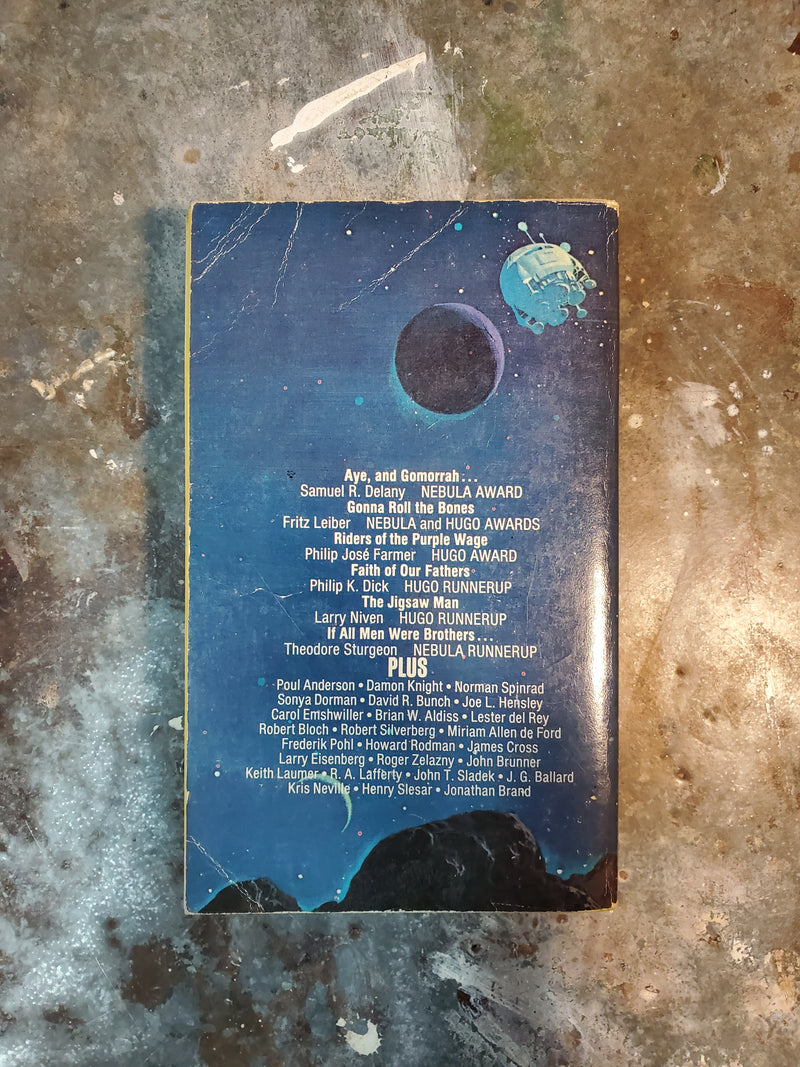 Aye, and Gomorrah...
Samuel R. Delany NEBULA AWARD
Gonna Roll the Bones
Fritz Leiber NEBULA and HUGO AWARDS
Riders of the Purple Wage
Philip José Farmer HUGO AWARD
Faith of Our Fathers
Philip K. Dick HUGO RUNNERUP
The Jigsaw Man
Larry Niven HUGO RUNNERUP
If All Men Were Brothers...
Theodore Sturgeon NEBULA RUNNERUP
PLUS
Poul Anderson • Damon Knight • Norman Spinrad
Sonya Dorman • David R. Bunch • Joe L. Hensley
Carol Emshwiller • Brian W. Aldiss • Lester del Rey
Robert Bloch • Robert Silverberg • Miriam Allen de Ford
Frederik Pohl • Howard Rodman • James Cross
Larry Eisenberg • Roger Zelazny • John Brunner
Keith Laumer • R. A. Lafferty • John T. Sladek • J. G. Ballard
Kris Neville • Henry Slesar • Jonathan Brand